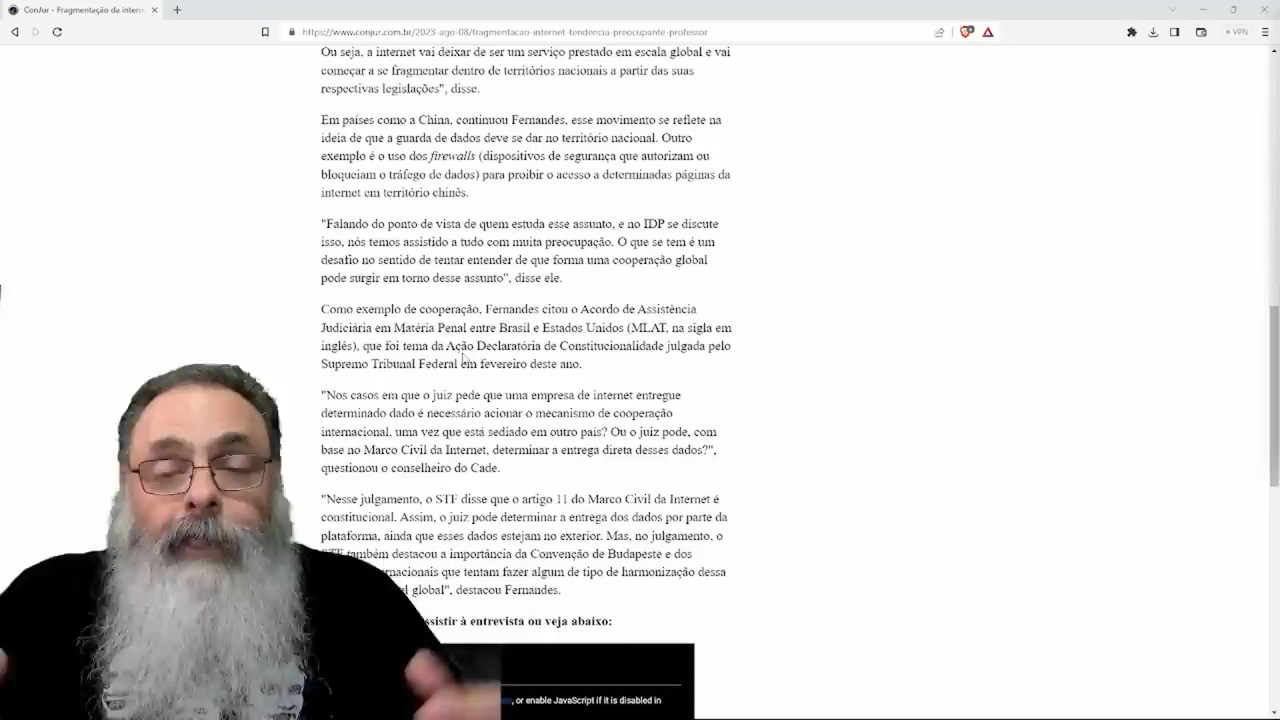 ConJur - Fragmentação da intern
https://www.conjur.com.br/2023-ago-08/fragmentacao-internet-tendencia-preocupante-professor
VPN
Ou seja, a internet vai deixar de ser um serviço prestado em escala global e vai
começar a se fragmentar dentro de territórios nacionais a partir das suas
respectivas legislações", disse.
Em países como a China, continuou Fernandes, esse movimento se reflete na
ideia de que a guarda de dados deve se dar no território nacional. Outro
exemplo é o uso dos firewalls (dispositivos de segurança que autorizam ou
bloqueiam o tráfego de dados) para proibir o acesso a determinadas páginas da
internet em território chinês.
"Falando do ponto de vista de quem estuda esse assunto, e no IDP se discute
isso, nós temos assistido a tudo com muita preocupação. O que se tem é um
desafio no sentido de tentar entender de que forma uma cooperação global
pode surgir em torno desse assunto", disse ele.
Como exemplo de cooperação, Fernandes citou o Acordo de Assistência
Judiciária em Matéria Penal entre Brasil e Estados Unidos (MLAT, na sigla em
inglês), que foi tema da Ação Declaratória de Constitucionalidade julgada pelo
Supremo Tribunal Federal em fevereiro deste ano.
"Nos casos em que o juiz pede que uma empresa de internet entregue
determinado dado é necessário acionar o mecanismo de cooperação
internacional, uma vez que está sediado em outro país? Ou o juiz pode, com
base no Marco Civil da Internet, determinar a entrega direta desses dados?",
questionou o conselheiro do Cade.
"Nesse julgamento, o STF disse que o artigo 11 do Marco Civil da Internet é
constitucional. Assim, o juiz pode determinar a entrega dos dados por parte da
plataforma, ainda que esses dados estejam no exterior. Mas, no julgamento, o
STF também destacou a importância da Convenção de Budapeste e dos
ernacionais que tentam fazer algum de tipo de harmonização dessa
el global", destacou Fernandes.
ssistir à entrevista ou veja abaixo:
, or enable JavaScript if it is disabled in